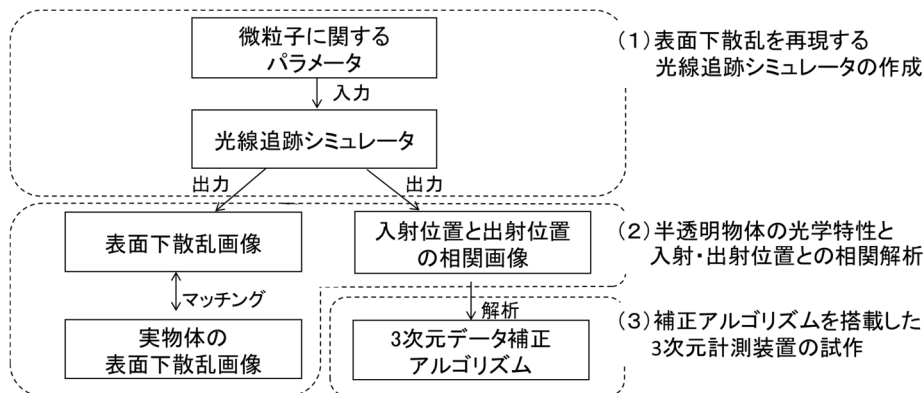 微粒子に関する
パラメータ
入力
光線追跡シミュレータ
出力
出力
表面下散乱画像
入射位置と出射位置
の相関画像
マッチング
解析
実物体の
表面下散乱画像
3次元データ補正
アルゴリズム
(1)表面下散乱を再現する
光線追跡シミュレータの作成
(2)半透明物体の光学特性と
入射・出射位置との相関解析
(3)補正アルゴリズムを搭載した
3次元計測装置の試作